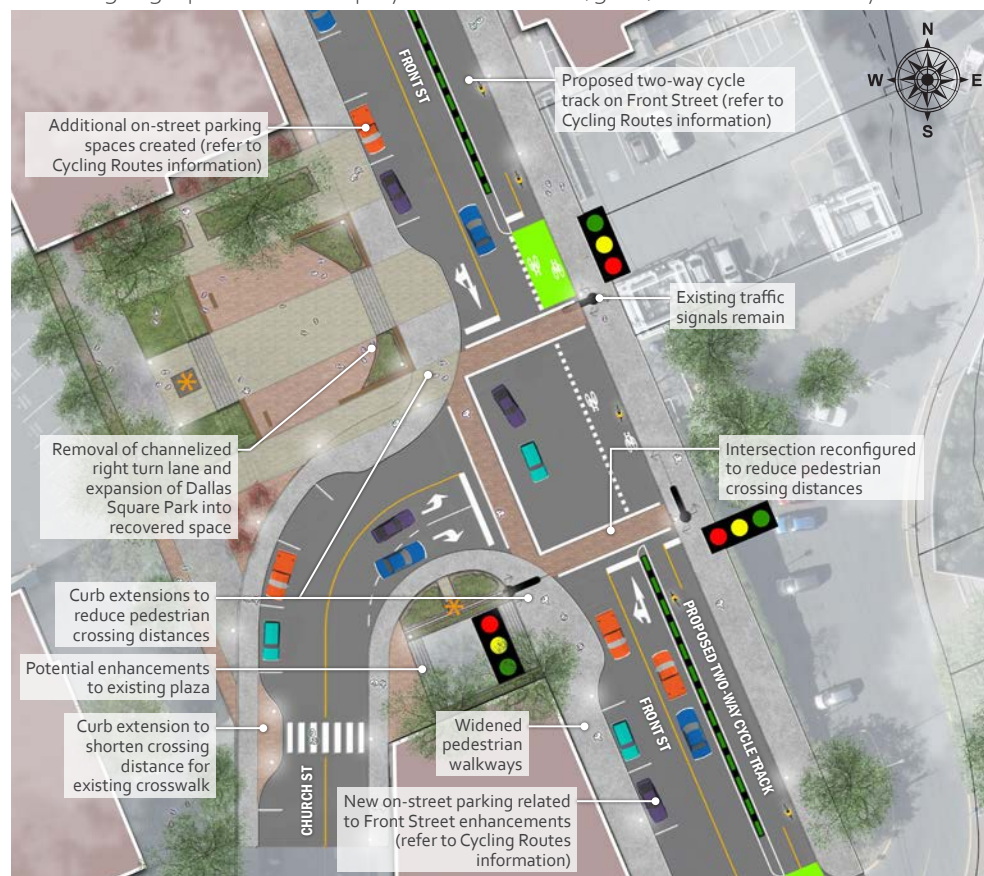 FRONT ST
N
W
E
S
Proposed two-way cycle
track on Front Street (refer to
Cycling Routes information)
Additional on-street parking
spaces created (refer to
Cycling Routes information)
Existing traffic
signals remain
Removal of channelized
right turn lane and
expansion of Dallas
Square Park into
recovered space
Intersection reconfigured
to reduce pedestrian
crossing distances
Curb extensions to
reduce pedestrian
crossing distances
Potential enhancements
to existing plaza
Curb extension to
shorten crossing
distance for
existing crosswalk
CHURCH ST
Widened
pedestrian
walkways
FRONT ST
PROPOSED TWO-WAY CYCLE TRACK
New on-street parking related
to Front Street enhancements
(refer to Cycling Routes
information)